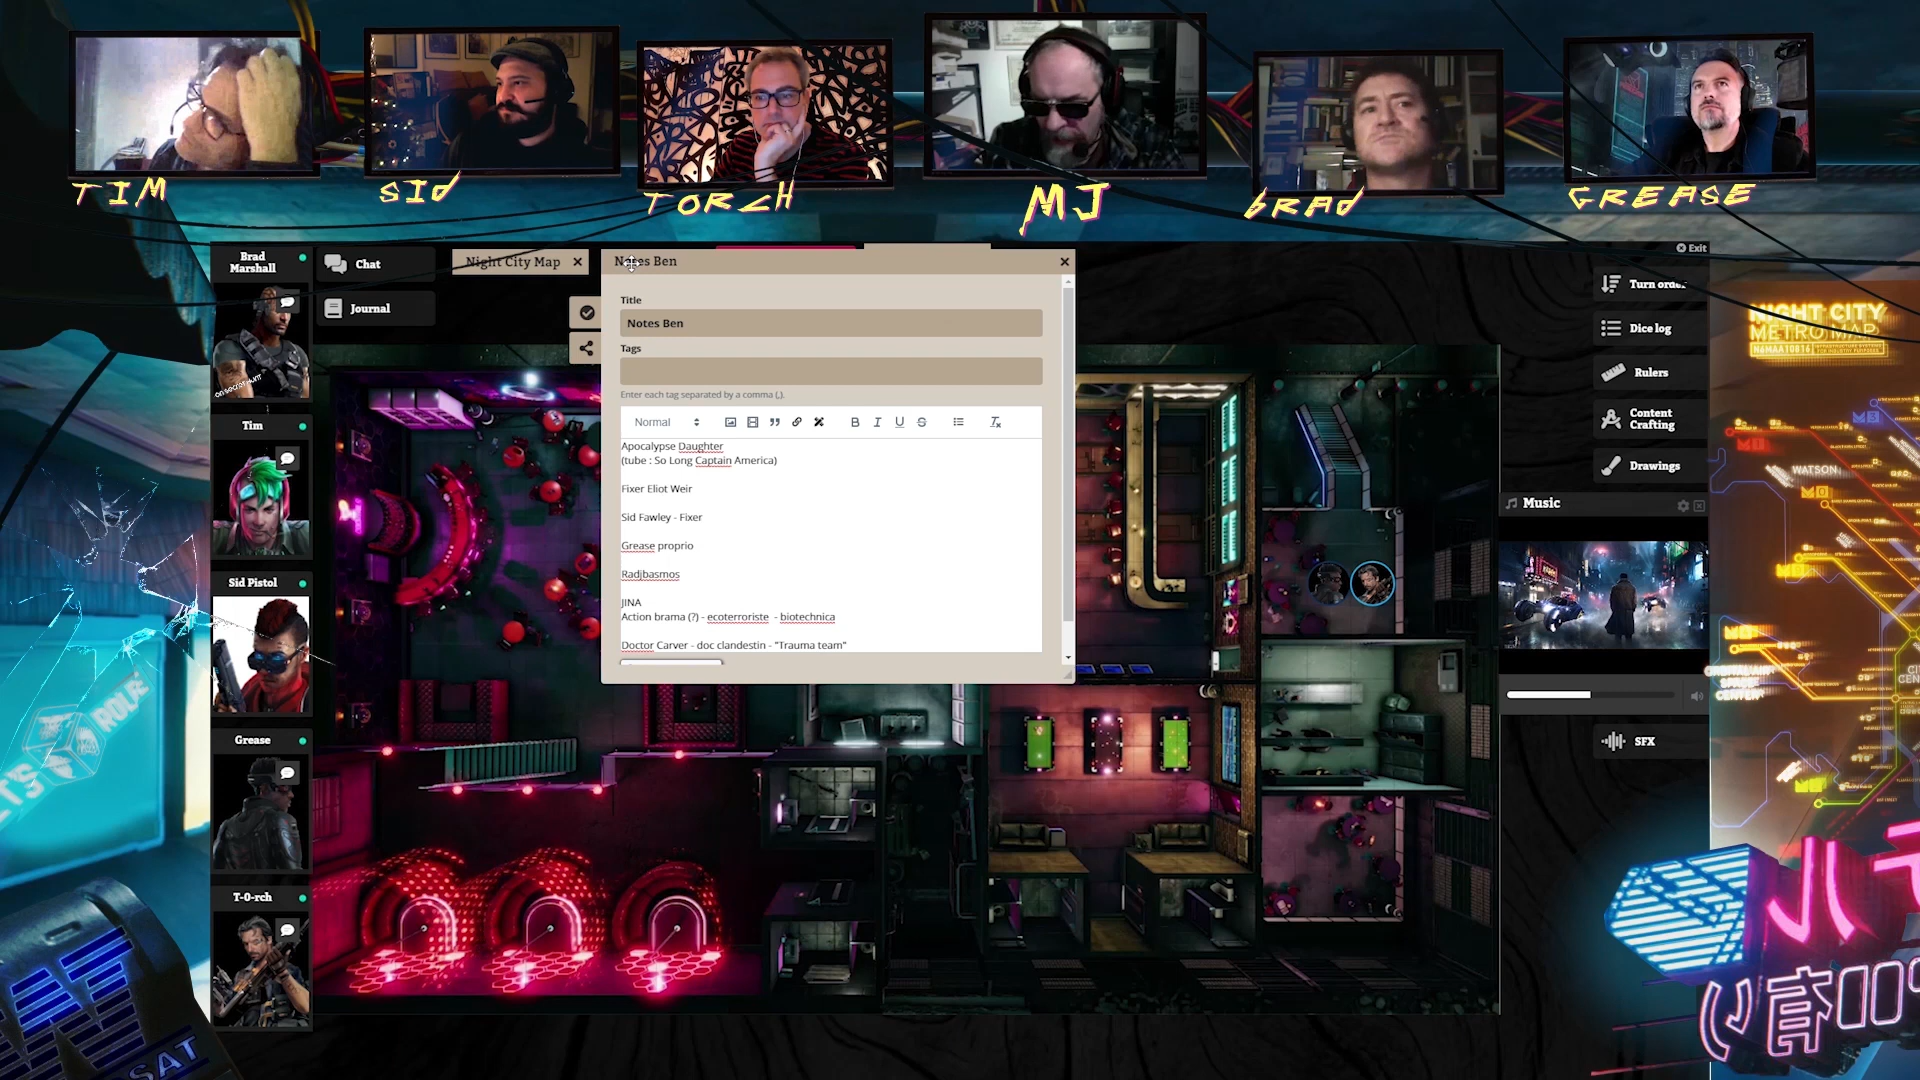 TIM
SID
TORCH
MJ
BRAD
GREASE
Brad
Marshall
Chat
Night City Map
Notes Ben
Exit
Journal
Title
Notes Ben
Tags
Enter each tag separated by a comma (,).
Normal
Apocalypse Daughter
(tube : So Long Captain America)
Fixer Eliot Weir
Sid Fawley - Fixer
Grease proprio
Radjbasmos
JINA
Action brama (?) - ecoterroriste - biotechnica
Doctor Carver - doc clandestin - "Trauma team"
Tim
Sid Pistol
Grease
T-0-rch
Turn order
Dice log
Rulers
Content
Crafting
Drawings
Music
SFX
NIGHT CITY
METRO MAP
WATSON
ROLE
SAT